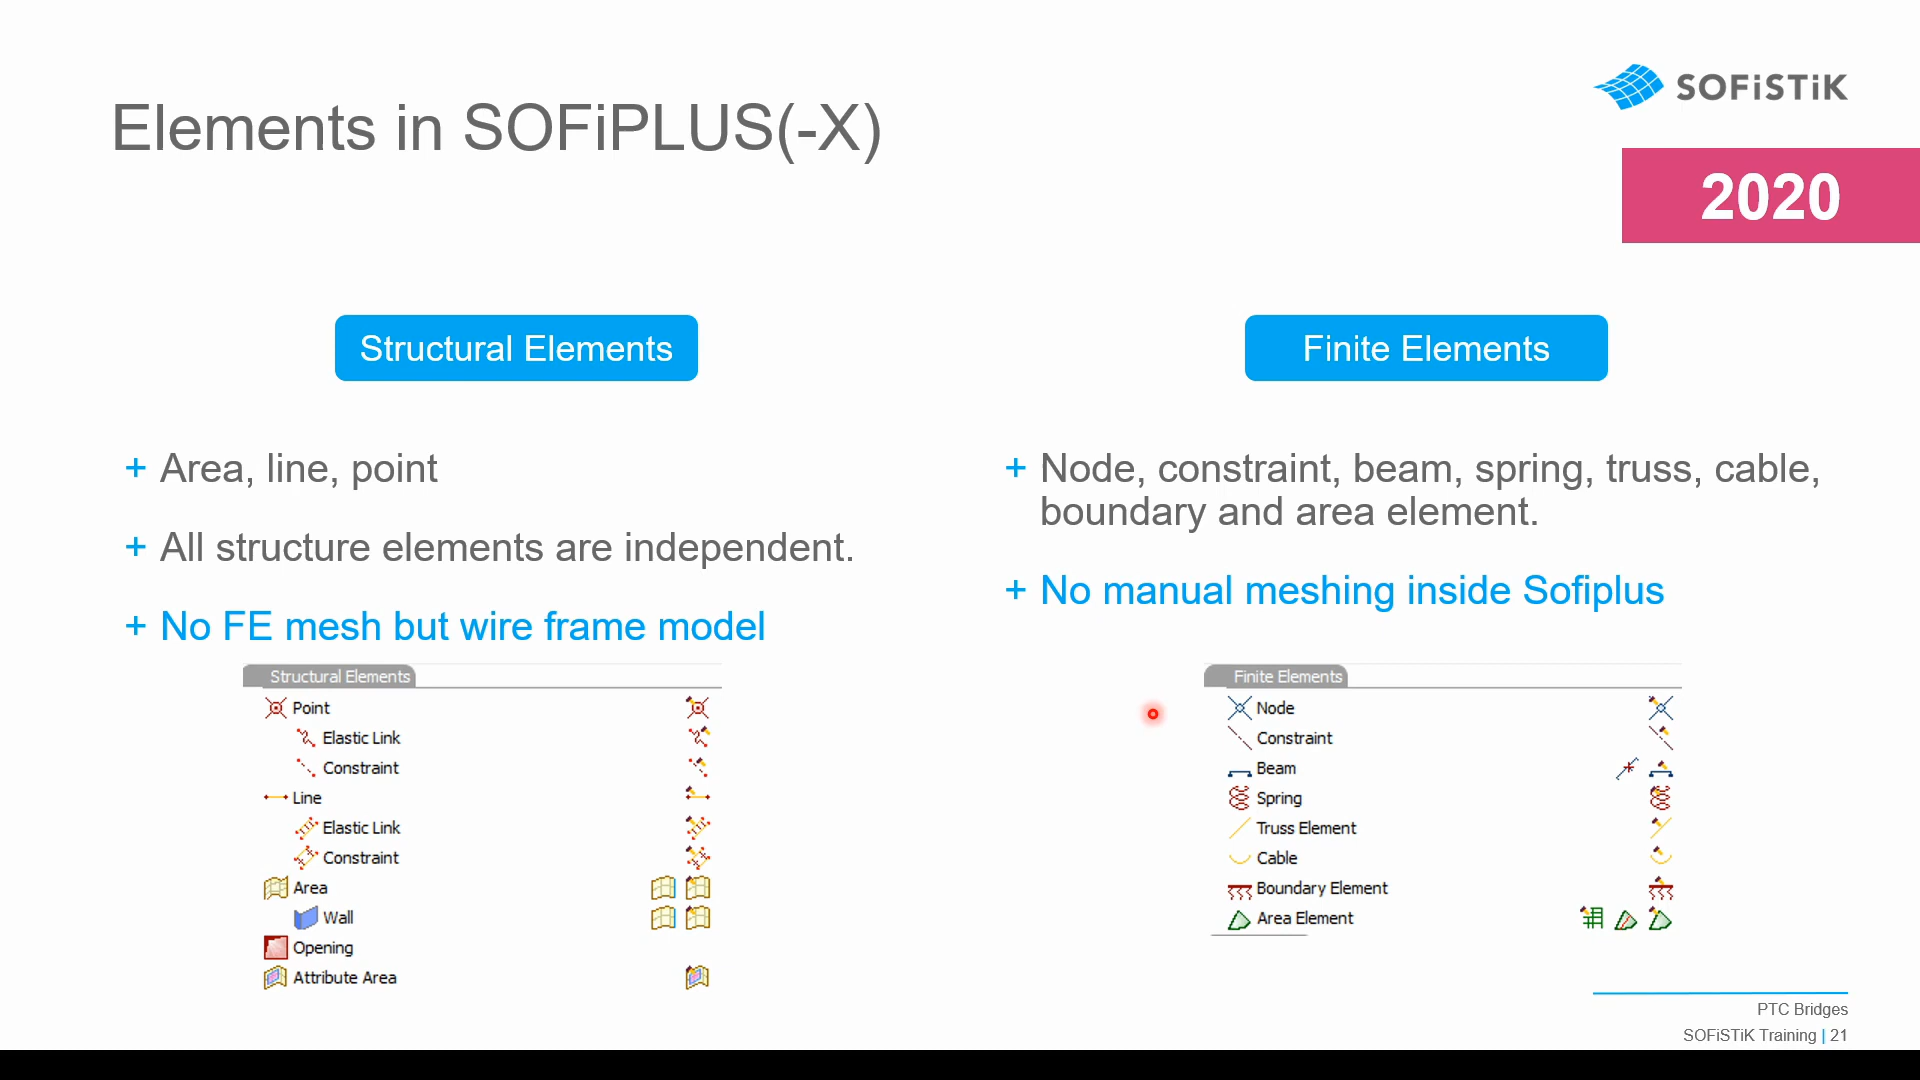 Elements in SOFiPLUS(-X)
SOFiSTiK
2020
Structural Elements
+ Area, line, point
+ All structure elements are independent.
+ No FE mesh but wire frame model
Structural Elements
Point
Elastic Link
Constraint
Line
Elastic Link
Constraint
Area
Wall
Opening
Attribute Area
Finite Elements
+ Node, constraint, beam, spring, truss, cable,
boundary and area element.
+ No manual meshing inside Sofiplus
Finite Elements
Node
Constraint
Beam
Spring
Truss Element
Cable
Boundary Element
Area Element
PTC Bridges
SOFiSTiK Training | 21